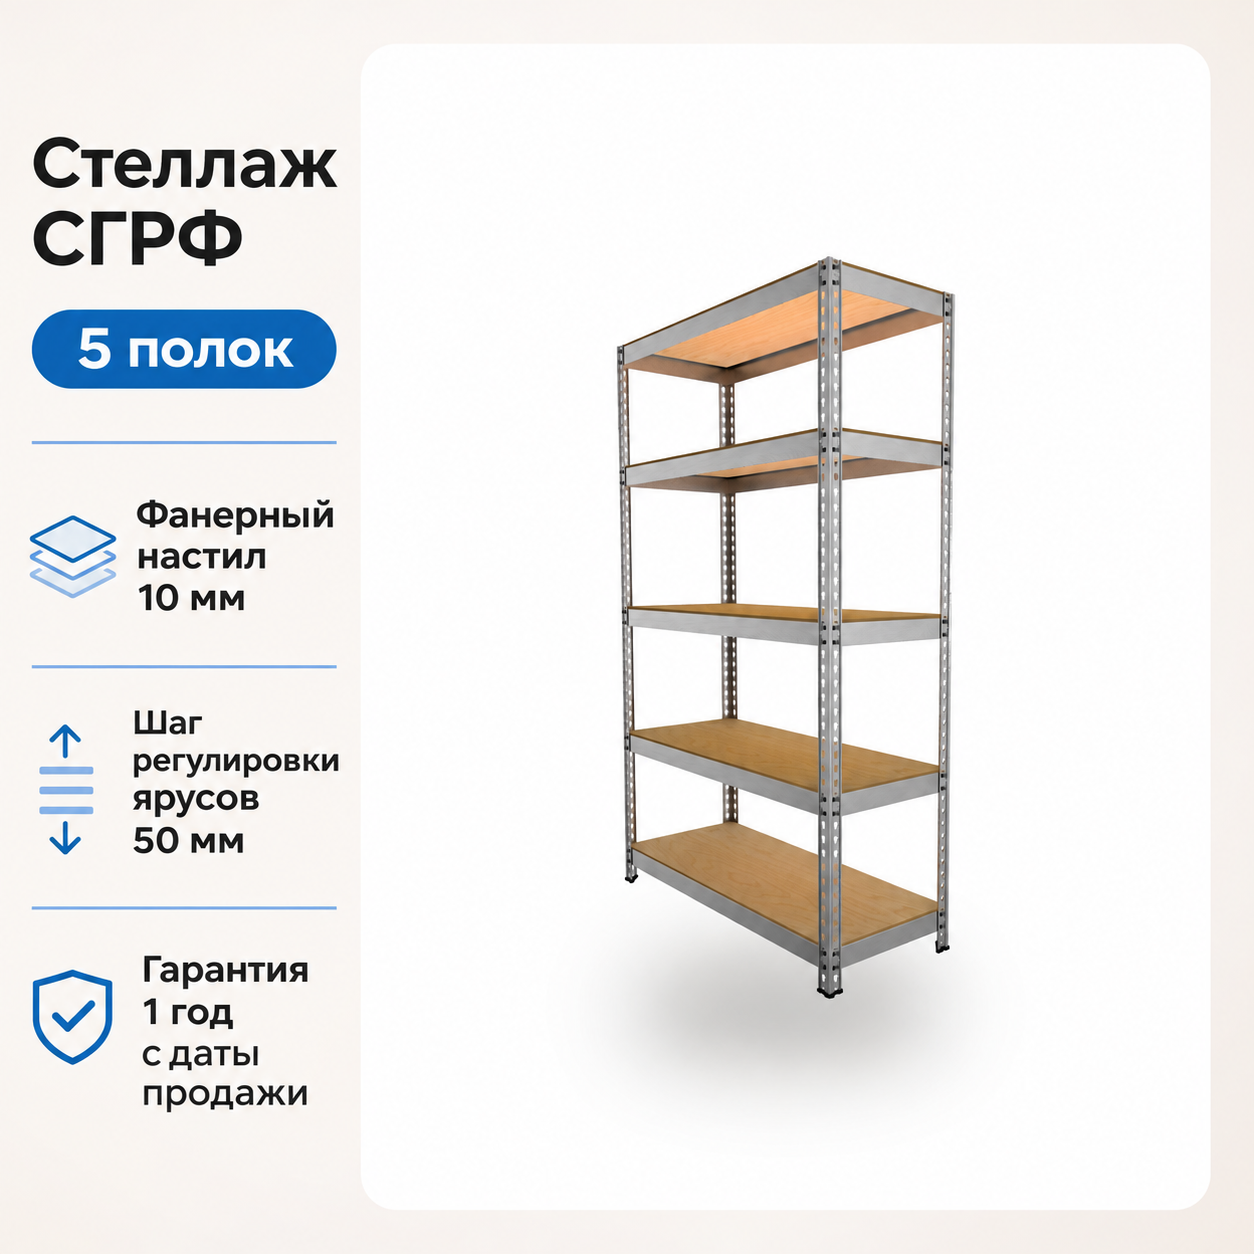 Стеллаж
СГРФ
5 полок
Фанерный
настил
10 мм
Шаг
регулировки
ярусов
50 мм
Гарантия
1 год
с даты
продажи